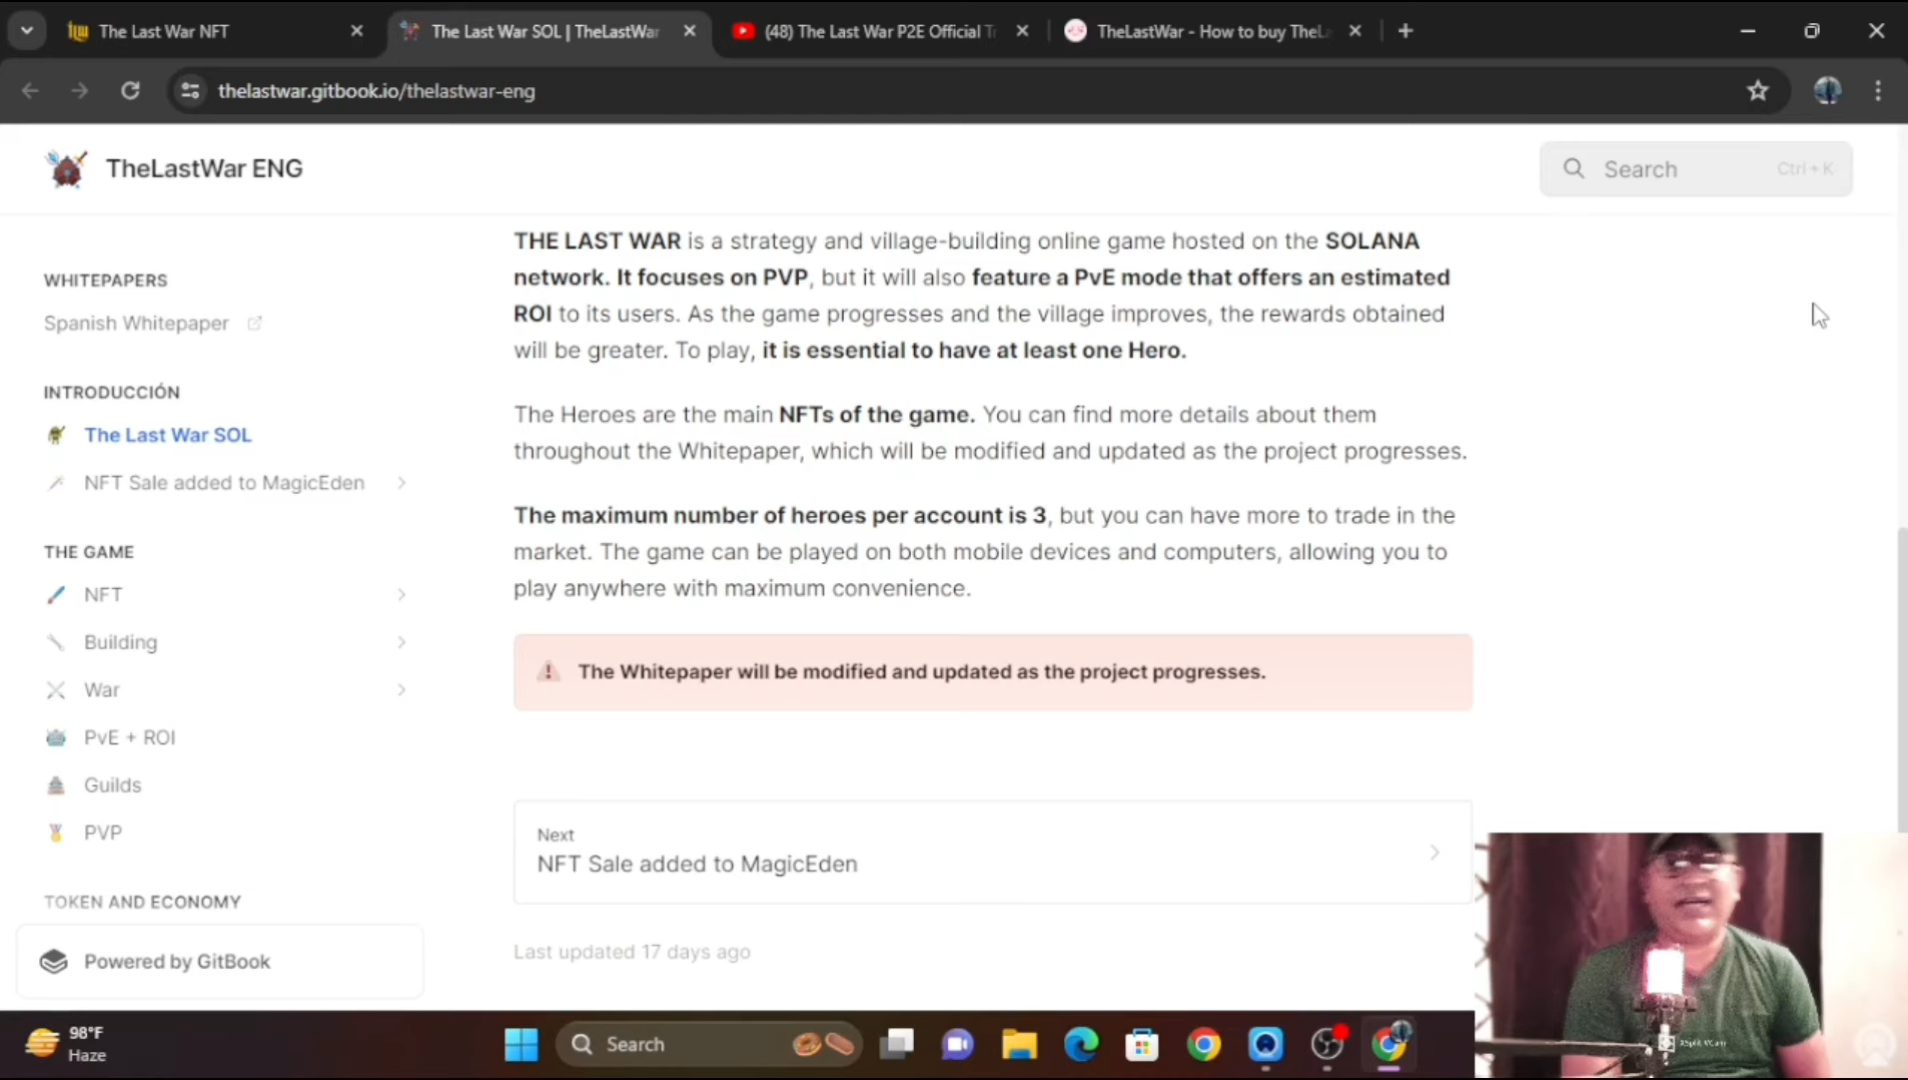 The Last War NFT
The Last War SOL | TheLastWar
(48) The Last War P2E Official Tr
TheLastWar - How to buy TheLa
thelastwar.gitbook.io/thelastwar-eng
TheLastWar ENG
Search
Ctrl + K
WHITEPAPERS
Spanish Whitepaper
INTRODUCCIÓN
The Last War SOL
NFT Sale added to MagicEden
THE GAME
NFT
Building
War
PvE + ROI
Guilds
PVP
TOKEN AND ECONOMY
Powered by GitBook
THE LAST WAR is a strategy and village-building online game hosted on the SOLANA
network. It focuses on PVP, but it will also feature a PvE mode that offers an estimated
ROI to its users. As the game progresses and the village improves, the rewards obtained
will be greater. To play, it is essential to have at least one Hero.
The Heroes are the main NFTs of the game. You can find more details about them
throughout the Whitepaper, which will be modified and updated as the project progresses.
The maximum number of heroes per account is 3, but you can have more to trade in the
market. The game can be played on both mobile devices and computers, allowing you to
play anywhere with maximum convenience.
The Whitepaper will be modified and updated as the project progresses.
Next
NFT Sale added to MagicEden
Last updated 17 days ago
98°F
Haze
Search
XSplit VCam